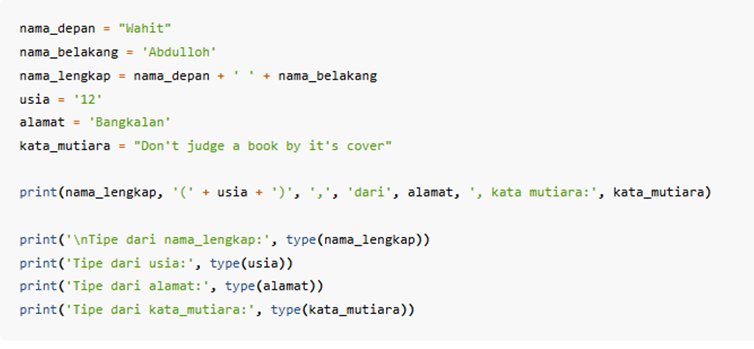 nama_depan = "Wahit"
nama_belakang = 'Abdulloh'
nama_lengkap = nama_depan + ' ' + nama_belakang
usia = '12'
alamat = 'Bangkalan'
kata_mutiara = "Don't judge a book by it's cover"
print(nama_lengkap, '(' + usia + ')', ',', 'dari', alamat, ', kata mutiara:', kata_mutiara)
print('\nTipe dari nama_lengkap:', type(nama_lengkap))
print('Tipe dari usia:', type(usia))
print('Tipe dari alamat:', type(alamat))
print('Tipe dari kata_mutiara:', type(kata_mutiara))